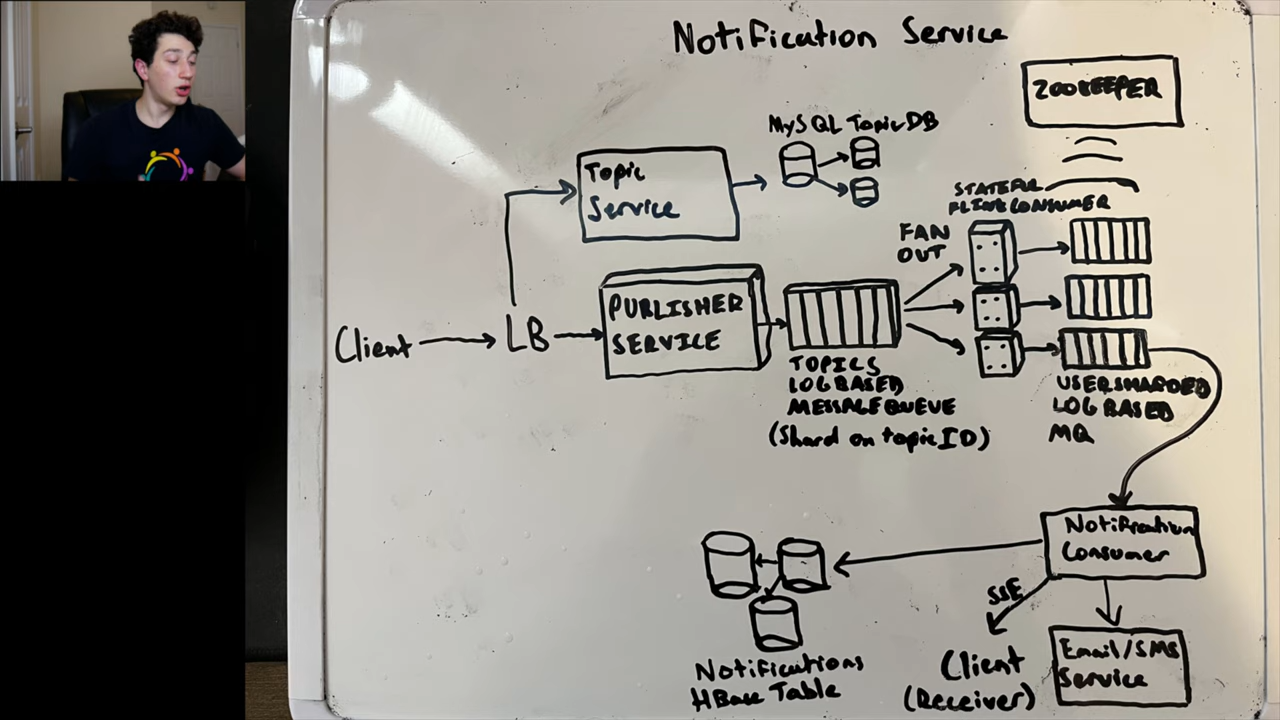 Notification Service
ZOOKEEPER
MySQL TopicDB
Topic
Service
STATEFUL
FLINK CONSUMER
FAN
OUT
PUBLISHER
SERVICE
Client
LB
TOPICS
LOG BASED
MESSAGE QUEUE
(Shard on topicID)
USER SHARDED
LOG BASED
MQ
Notification
Consumer
SSE
Client
(Receiver)
Email/SMS
Service
Notifications
HBase Table